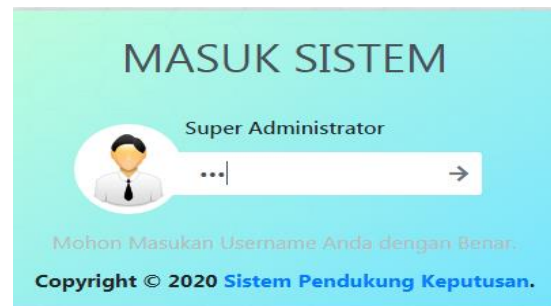 MASUK SISTEM
Super Administrator
•••
Mohon Masukan Username Anda dengan Benar.
Copyright © 2020 Sistem Pendukung Keputusan.